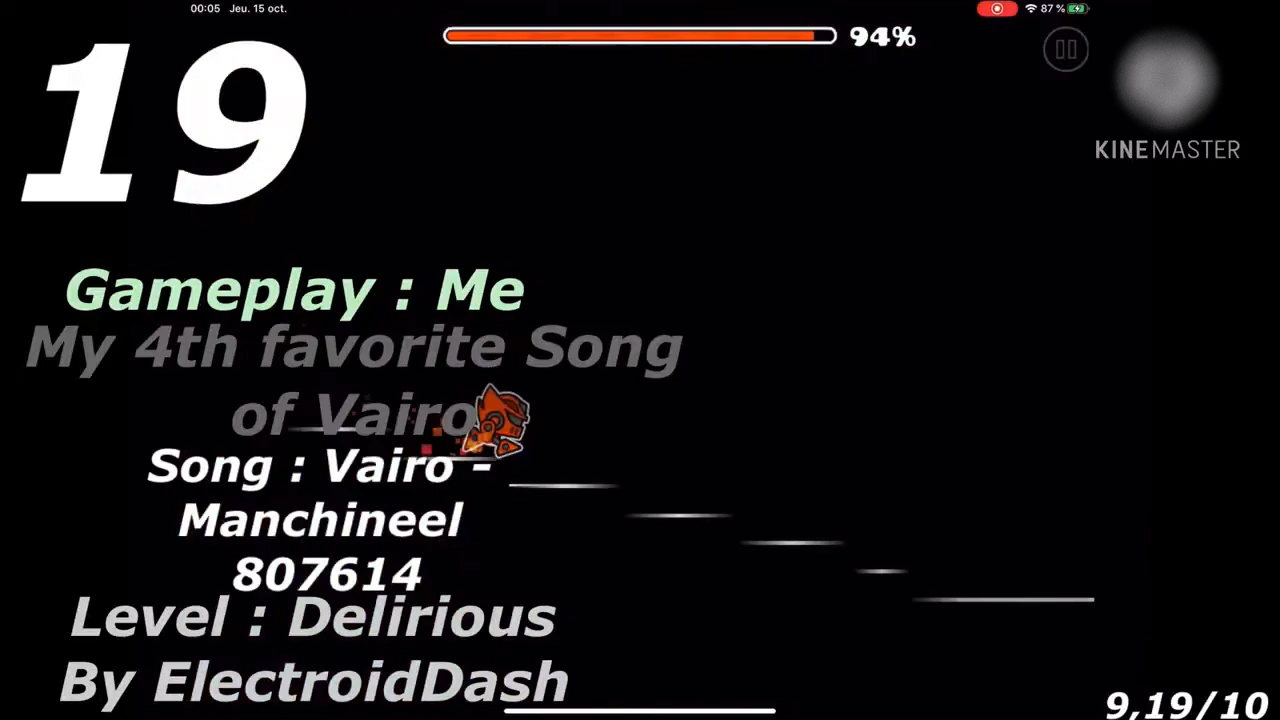 00:05 Jeu. 15 oct.
87 %
94%
19
KINEMASTER
Gameplay : Me
My 4th favorite Song
of Vairo
Song : Vairo -
Manchineel
807614
Level : Delirious
By ElectroidDash
9,19/10